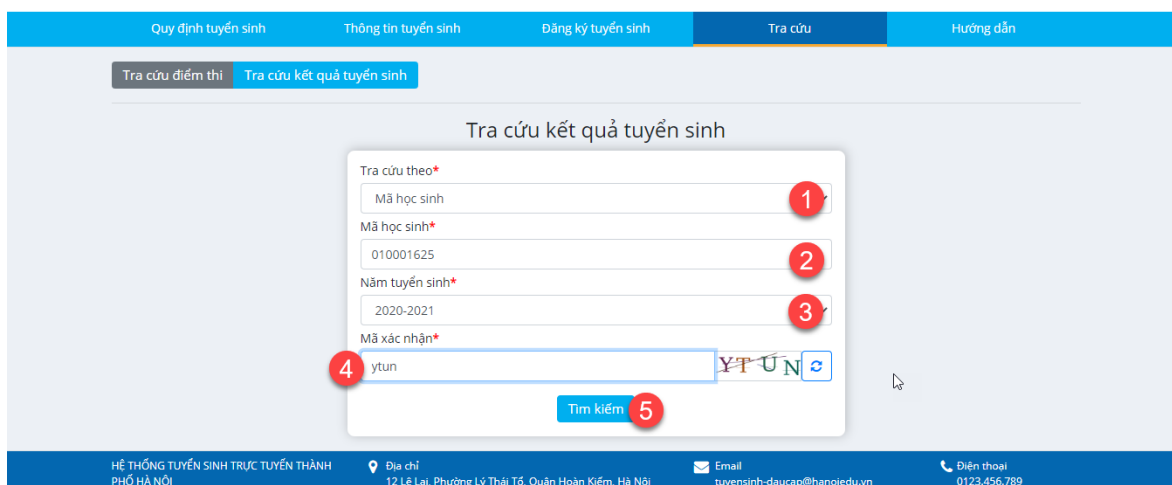 Quy định tuyển sinh
Thông tin tuyển sinh
Đăng ký tuyển sinh
Tra cứu
Hướng dẫn
Tra cứu điểm thi
Tra cứu kết quả tuyển sinh
Tra cứu kết quả tuyển sinh
Tra cứu theo*
Mã học sinh
1
Mã học sinh*
010001625
2
Năm tuyển sinh*
2020-2021
3
Mã xác nhận*
4
ytun
YTUN
Tìm kiếm
5
HỆ THỐNG TUYỂN SINH TRỰC TUYẾN THÀNH
PHỐ HÀ NỘI
Địa chỉ
12 Lê Lai, Phường Lý Thái Tổ, Quận Hoàn Kiếm, Hà Nội
Email
tuyensinh-daucap@hanoiedu.vn
Điện thoại
0123.456.789